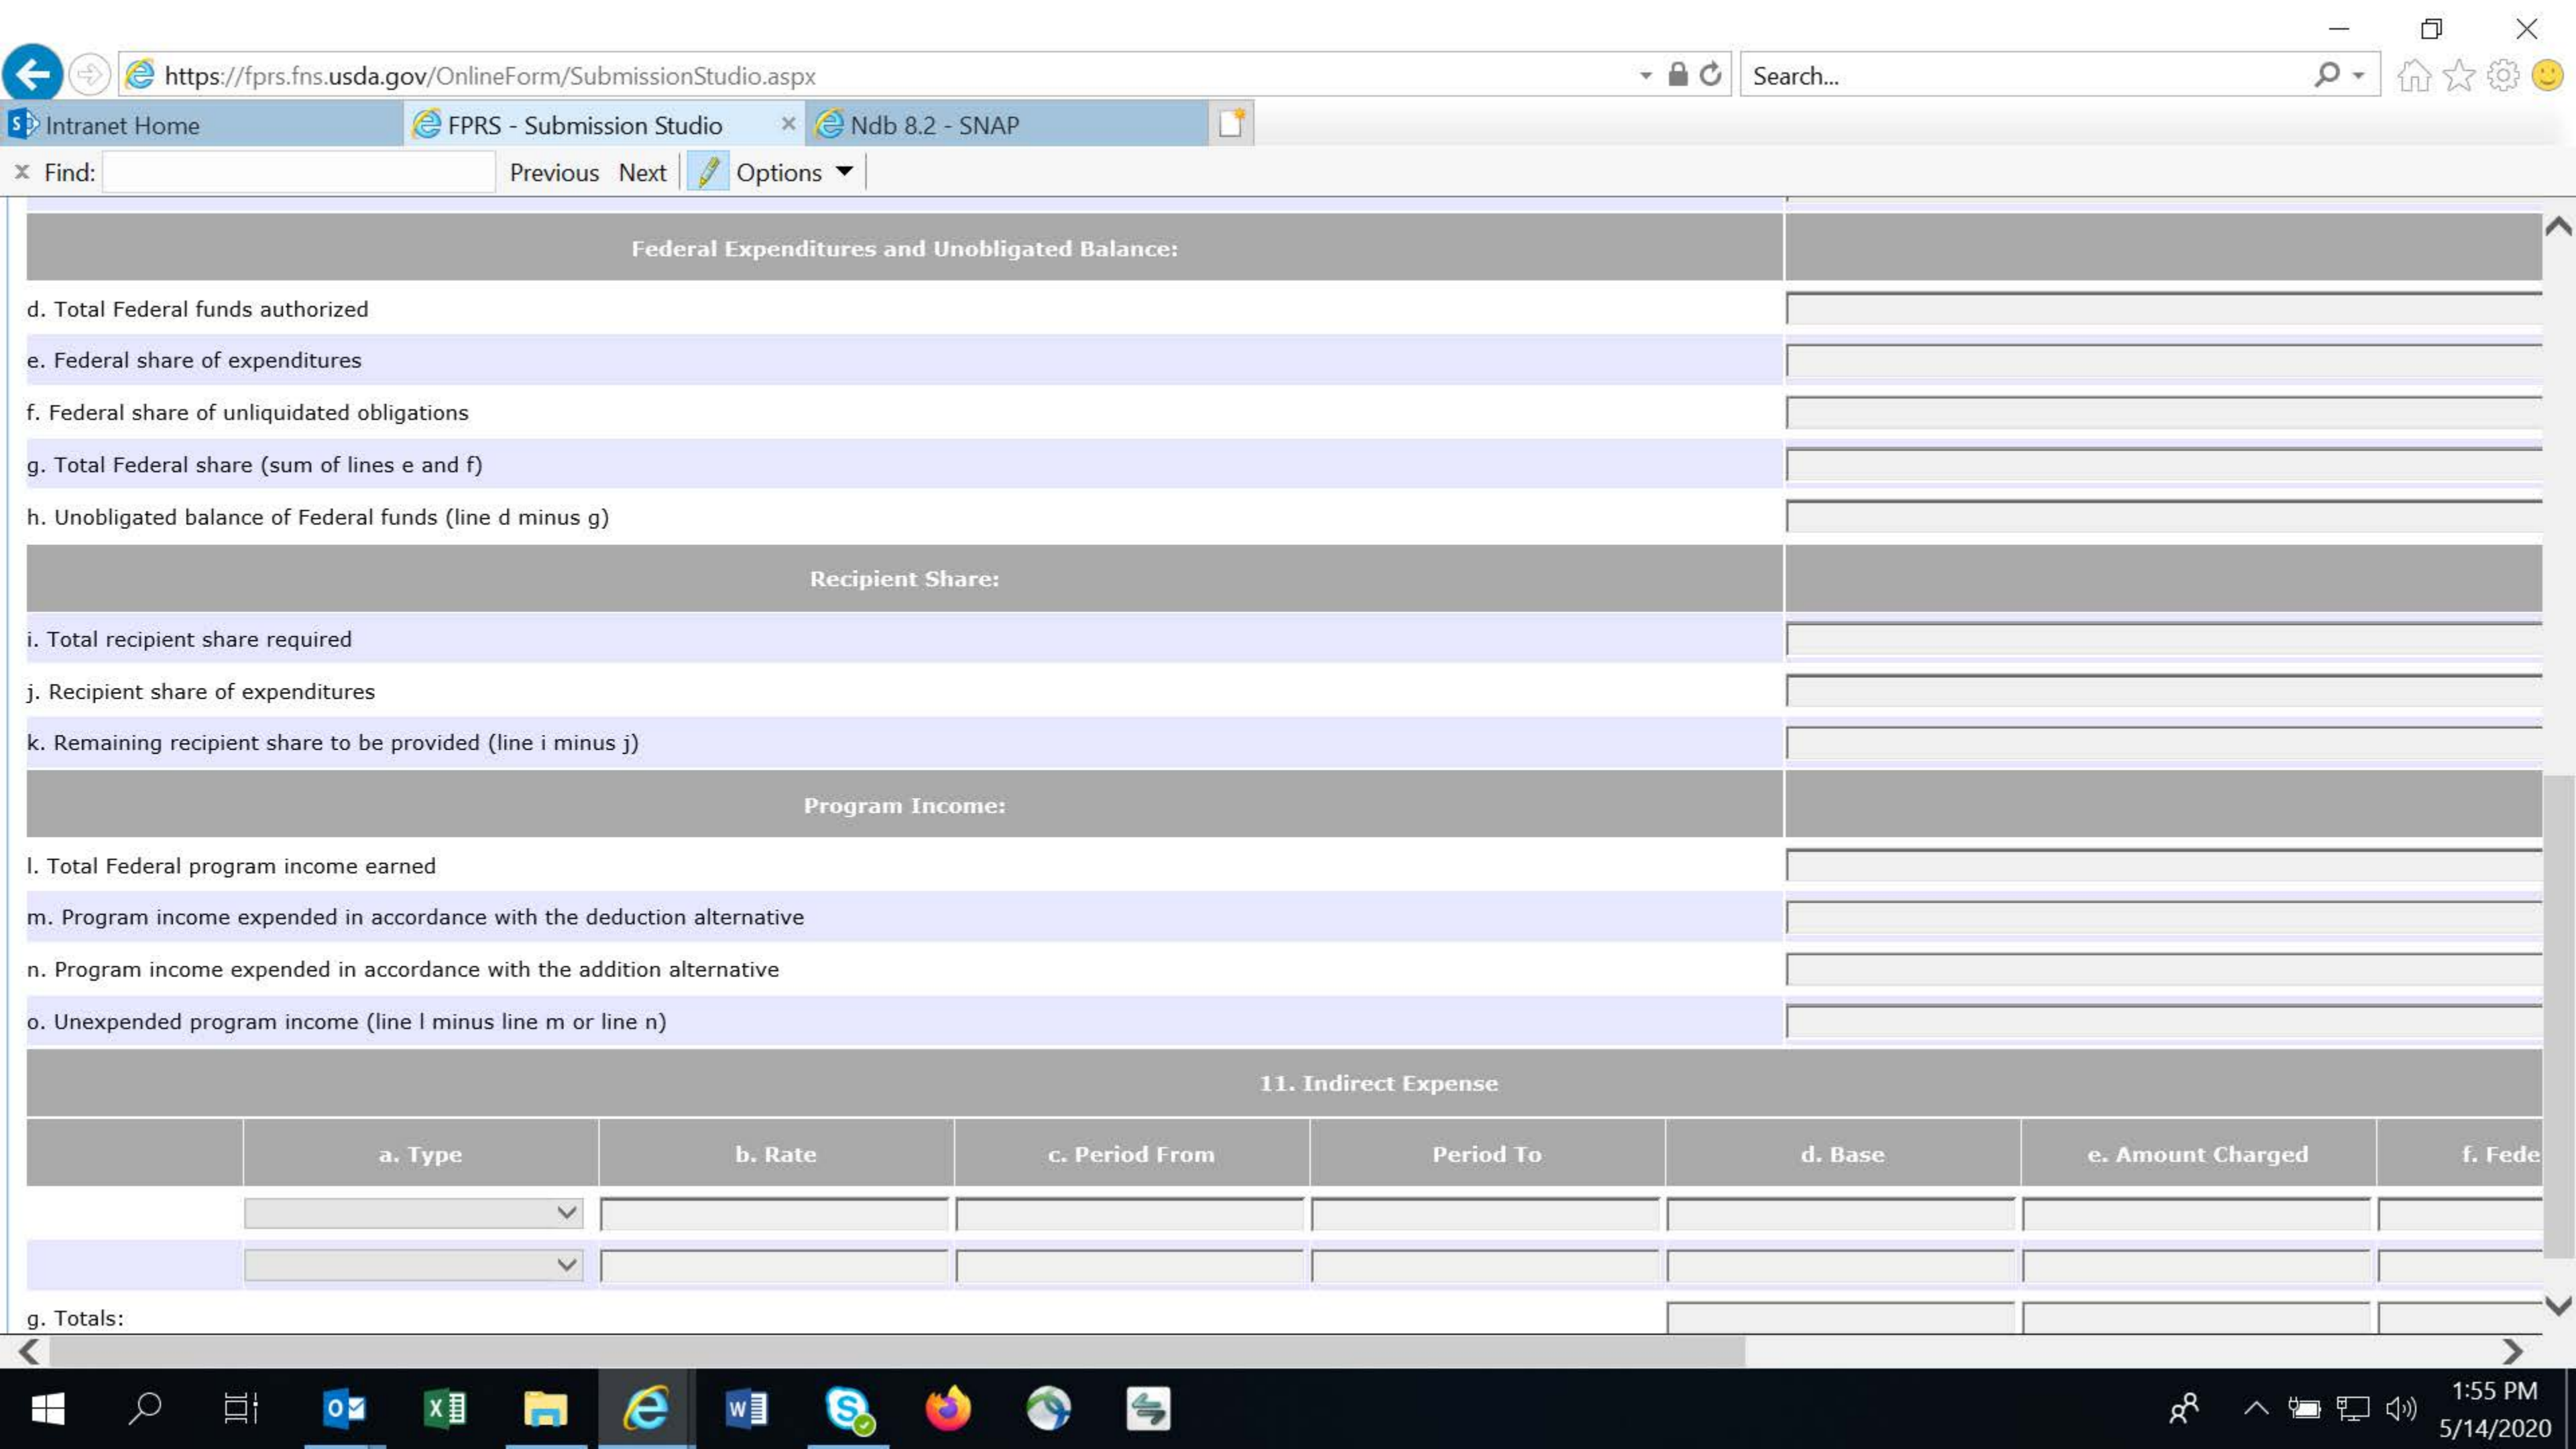 https://fprs.fns.usda.gov/OnlineForm/SubmissionStudio.aspx
Search...
Intranet Home
FPRS - Submission Studio
Ndb 8.2 - SNAP
Find:
Previous Next Options
Federal Expenditures and Unobligated Balance:
d. Total Federal funds authorized
e. Federal share of expenditures
f. Federal share of unliquidated obligations
g. Total Federal share (sum of lines e and f)
h. Unobligated balance of Federal funds (line d minus g)
Recipient Share:
i. Total recipient share required
j. Recipient share of expenditures
k. Remaining recipient share to be provided (line i minus j)
Program Income:
l. Total Federal program income earned
m. Program income expended in accordance with the deduction alternative
n. Program income expended in accordance with the addition alternative
o. Unexpended program income (line l minus line m or line n)
11. Indirect Expense
a. Type b. Rate c. Period From Period To d. Base e. Amount Charged f. Fede
g. Totals:
1:55 PM
5/14/2020